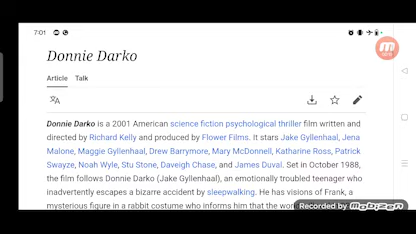 7:01
Donnie Darko
Article Talk
Donnie Darko is a 2001 American science fiction psychological thriller film written and
directed by Richard Kelly and produced by Flower Films. It stars Jake Gyllenhaal, Jena
Malone, Maggie Gyllenhaal, Drew Barrymore, Mary McDonnell, Katharine Ross, Patrick
Swayze, Noah Wyle, Stu Stone, Daveigh Chase, and James Duval. Set in October 1988,
the film follows Donnie Darko (Jake Gyllenhaal), an emotionally troubled teenager who
inadvertently escapes a bizarre accident by sleepwalking. He has visions of Frank, a
mysterious figure in a rabbit costume who informs him that the wor
Recorded by MOBIZEN